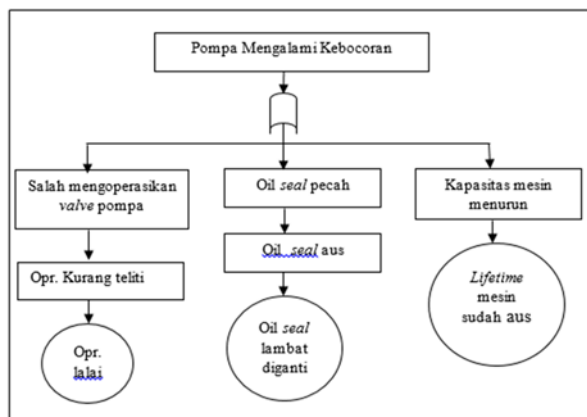 Pompa Mengalami Kebocoran
Salah mengoperasikan
valve pompa
Oil seal pecah
Kapasitas mesin
menurun
Opr. Kurang teliti
Oil seal aus
Lifetime
mesin
sudah aus
Opr.
lalai
Oil seal
lambat
diganti